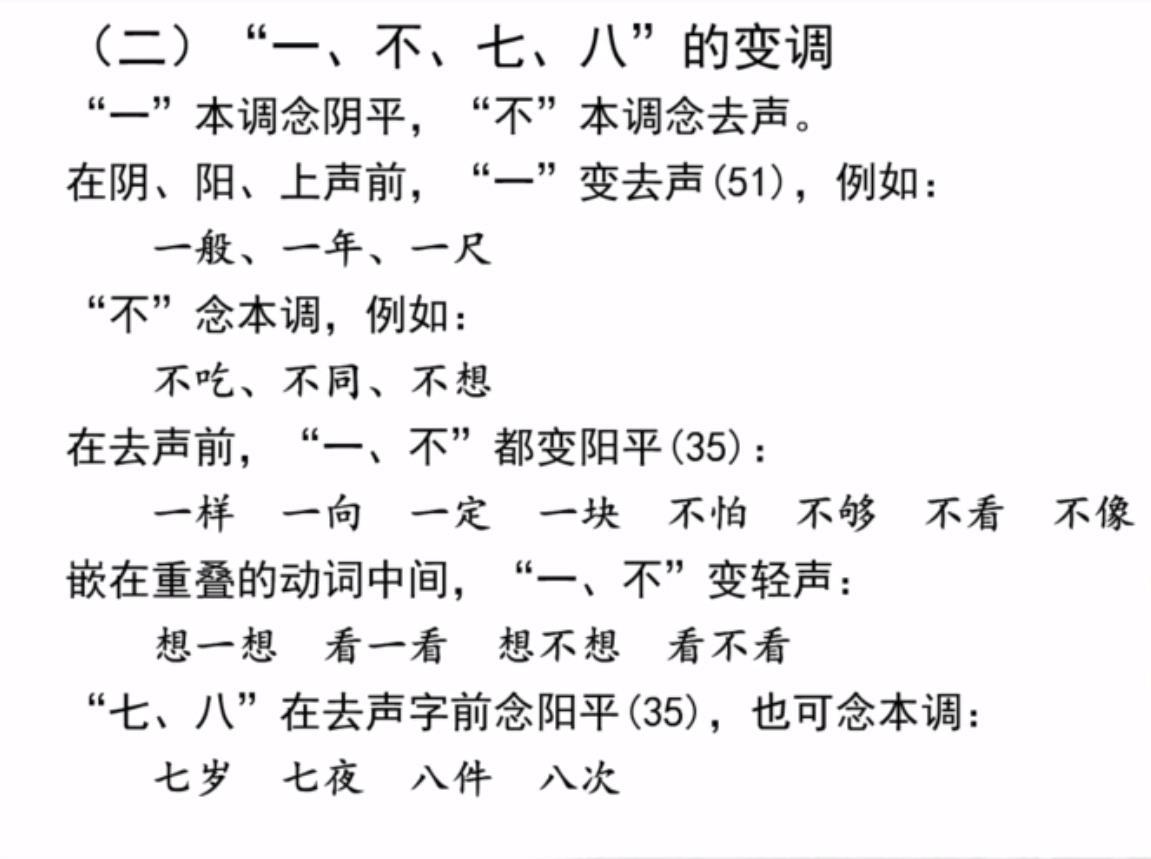 （二）“一、不、七、八”的变调
“一”本调念阴平，“不”本调念去声。
在阴、阳、上声前，“一”变去声(51)，例如：
一般、一年、一尺
“不”念本调，例如：
不吃、不同、不想
在去声前，“一、不”都变阳平(35)：
一样 一向 一定 一块 不怕 不够 不看 不像
嵌在重叠的动词中间，“一、不”变轻声：
想一想 看一看 想不想 看不看
“七、八”在去声字前念阳平(35)，也可念本调：
七岁 七夜 八件 八次